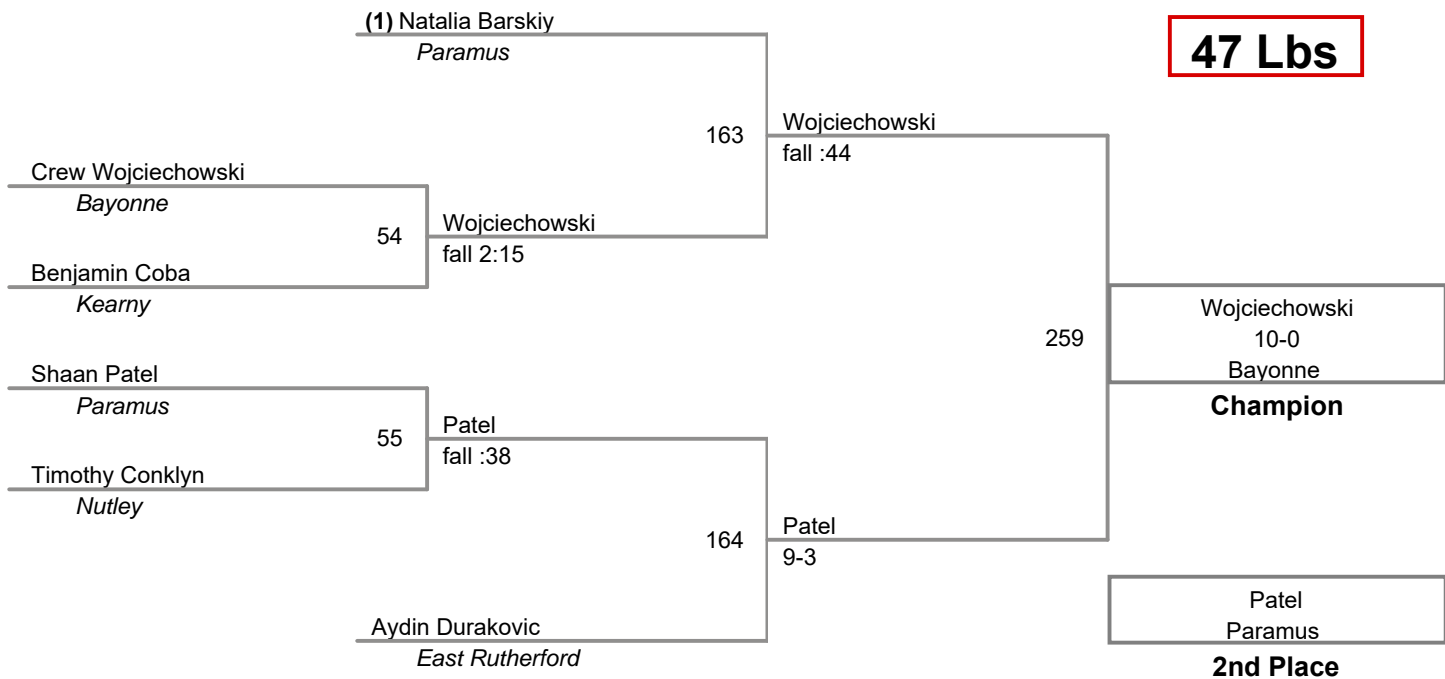 (1) Natalia Barskiy
Paramus
47 Lbs
163
Wojciechowski
fall :44
Crew Wojciechowski
Bayonne
54
Wojciechowski
fall 2:15
Benjamin Coba
Kearny
259
Wojciechowski
10-0
Bayonne
Champion
Shaan Patel
Paramus
55
Patel
fall :38
Timothy Conklyn
Nutley
164
Patel
9-3
Aydin Durakovic
East Rutherford
Patel
Paramus
2nd Place